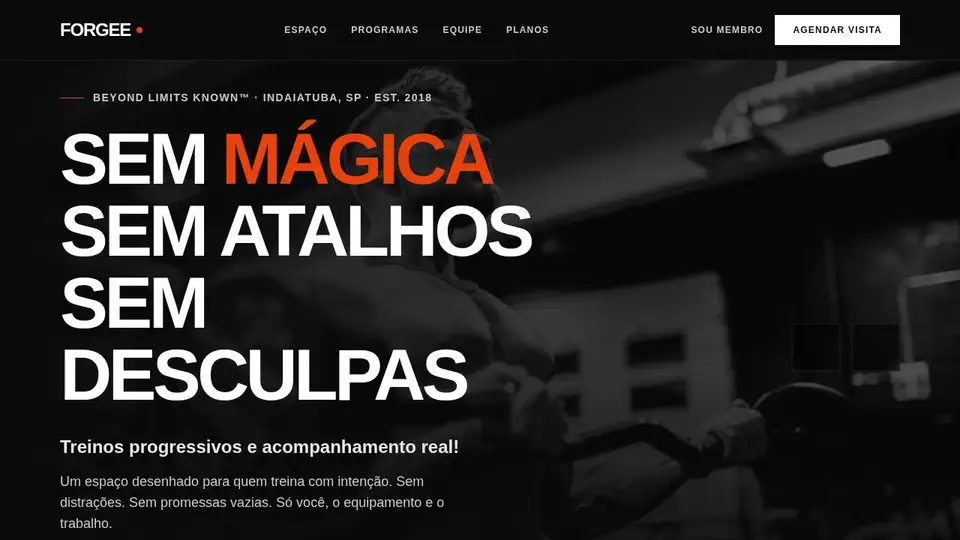 FORGEE
ESPAÇO PROGRAMAS EQUIPE PLANOS
SOU MEMBRO
AGENDAR VISITA
BEYOND LIMITS KNOWN™ · INDAIATUBA, SP · EST. 2018
SEM MÁGICA
SEM ATALHOS
SEM
DESCULPAS
Treinos progressivos e acompanhamento real!
Um espaço desenhado para quem treina com intenção. Sem
distrações. Sem promessas vazias. Só você, o equipamento e o
trabalho.